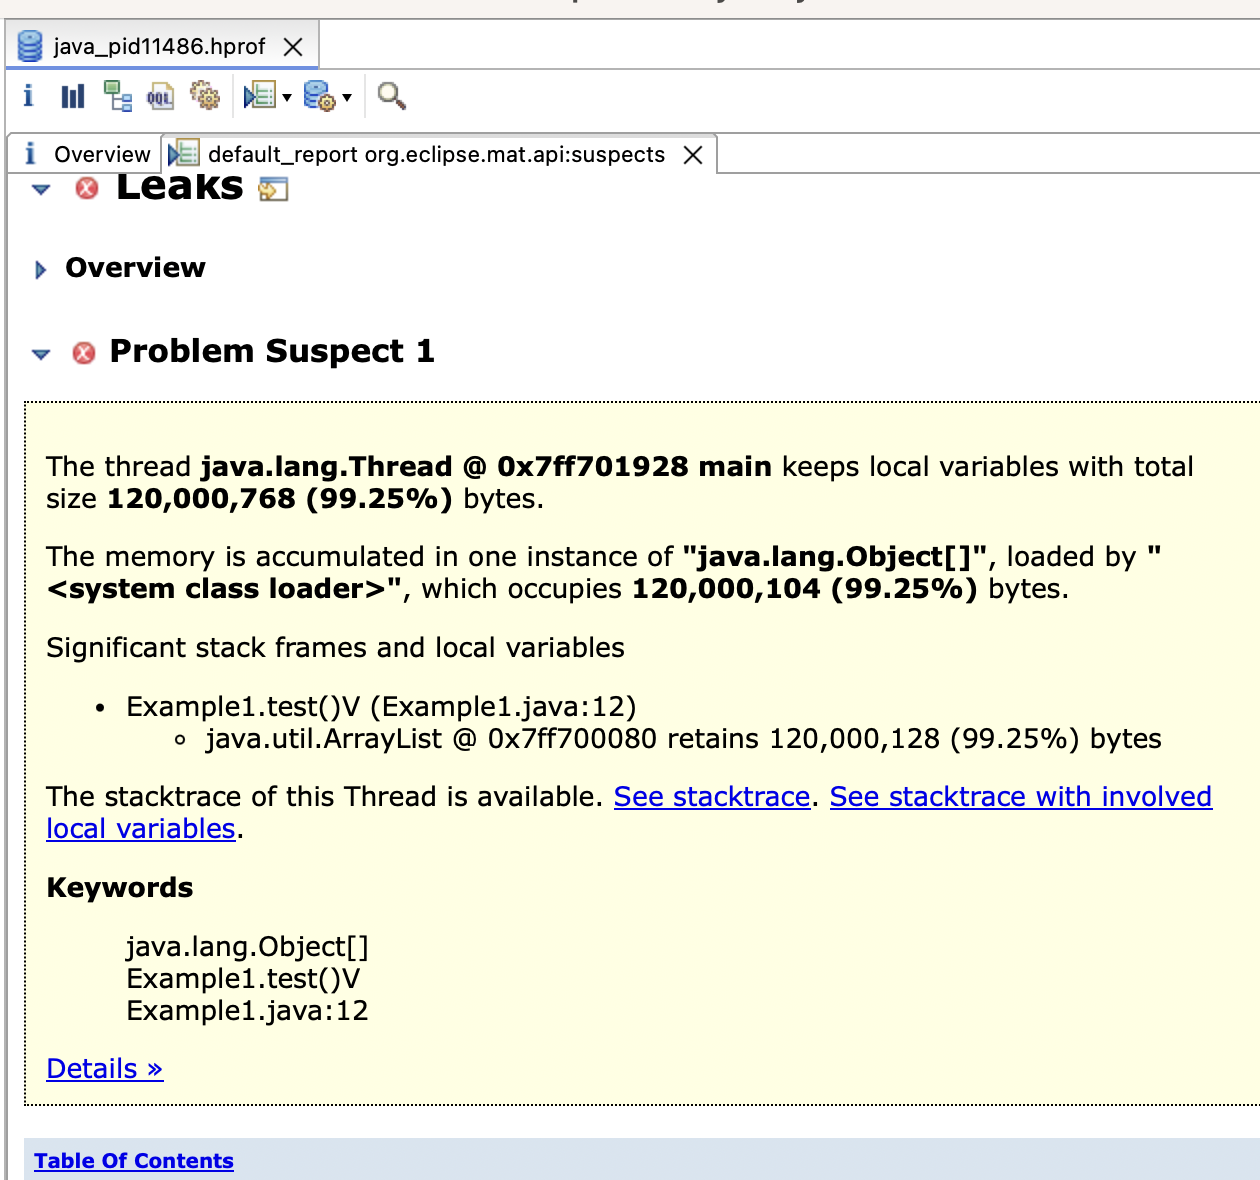 java_pid11486.hprof
OQL
Overview
default_report org.eclipse.mat.api:suspects
Leaks
Overview
Problem Suspect 1
The thread java.lang.Thread @ 0x7ff701928 main keeps local variables with total
size 120,000,768 (99.25%) bytes.
The memory is accumulated in one instance of "java.lang.Object[]", loaded by "
<system class loader>", which occupies 120,000,104 (99.25%) bytes.
Significant stack frames and local variables
• Example1.test()V (Example1.java:12)
◦ java.util.ArrayList @ 0x7ff700080 retains 120,000,128 (99.25%) bytes
The stacktrace of this Thread is available. See stacktrace. See stacktrace with involved
local variables.
Keywords
java.lang.Object[]
Example1.test()V
Example1.java:12
Details »
Table Of Contents